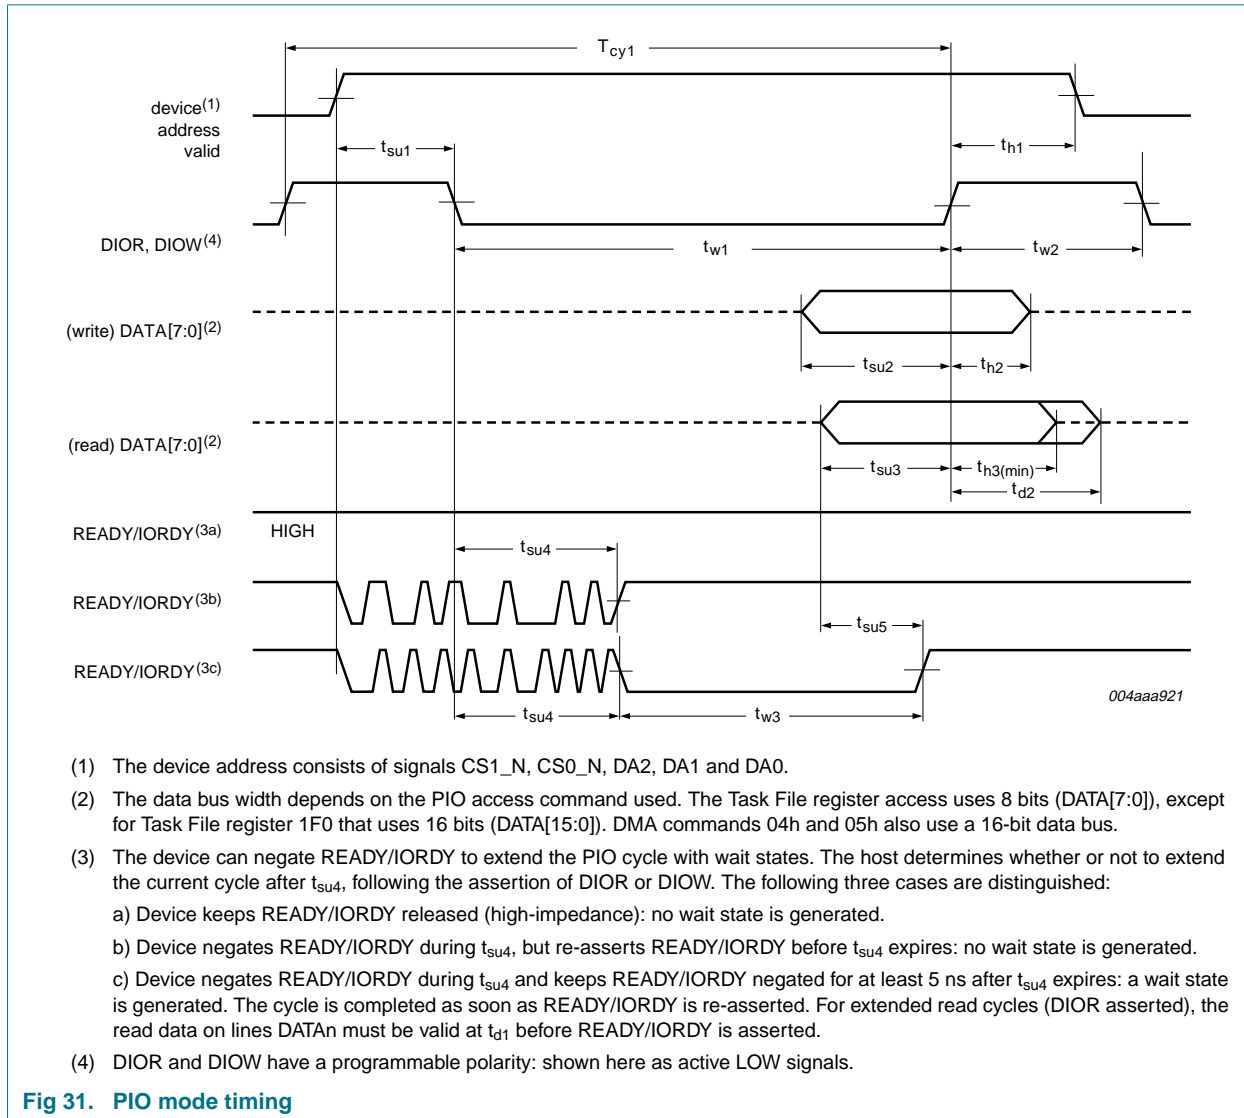 Tcy1
device(1)
address
valid
tsu1
th1
DIOR, DIOW(4)
tw1
tw2
(write) DATA[7:0](2)
tsu2
th2
(read) DATA[7:0](2)
tsu3
th3(min)
td2
READY/IORDY(3a)
HIGH
tsu4
READY/IORDY(3b)
tsu5
READY/IORDY(3c)
tsu4
tw3
004aaa921
(1) The device address consists of signals CS1_N, CS0_N, DA2, DA1 and DA0.
(2) The data bus width depends on the PIO access command used. The Task File register access uses 8 bits (DATA[7:0]), except
for Task File register 1F0 that uses 16 bits (DATA[15:0]). DMA commands 04h and 05h also use a 16-bit data bus.
(3) The device can negate READY/IORDY to extend the PIO cycle with wait states. The host determines whether or not to extend
the current cycle after tsu4, following the assertion of DIOR or DIOW. The following three cases are distinguished:
a) Device keeps READY/IORDY released (high-impedance): no wait state is generated.
b) Device negates READY/IORDY during tsu4, but re-asserts READY/IORDY before tsu4 expires: no wait state is generated.
c) Device negates READY/IORDY during tsu4 and keeps READY/IORDY negated for at least 5 ns after tsu4 expires: a wait state
is generated. The cycle is completed as soon as READY/IORDY is re-asserted. For extended read cycles (DIOR asserted), the
read data on lines DATAn must be valid at td1 before READY/IORDY is asserted.
(4) DIOR and DIOW have a programmable polarity: shown here as active LOW signals.
Fig 31. PIO mode timing